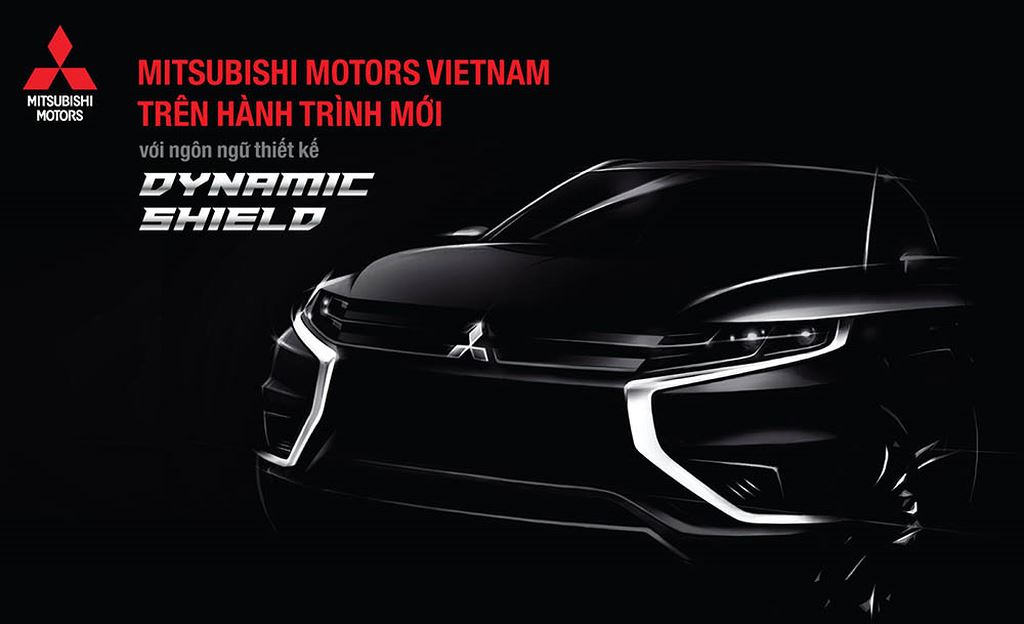 MITSUBISHI
MOTORS
MITSUBISHI MOTORS VIETNAM
TRÊN HÀNH TRÌNH MỚI
với ngôn ngữ thiết kế
DYNAMIC
SHIELD